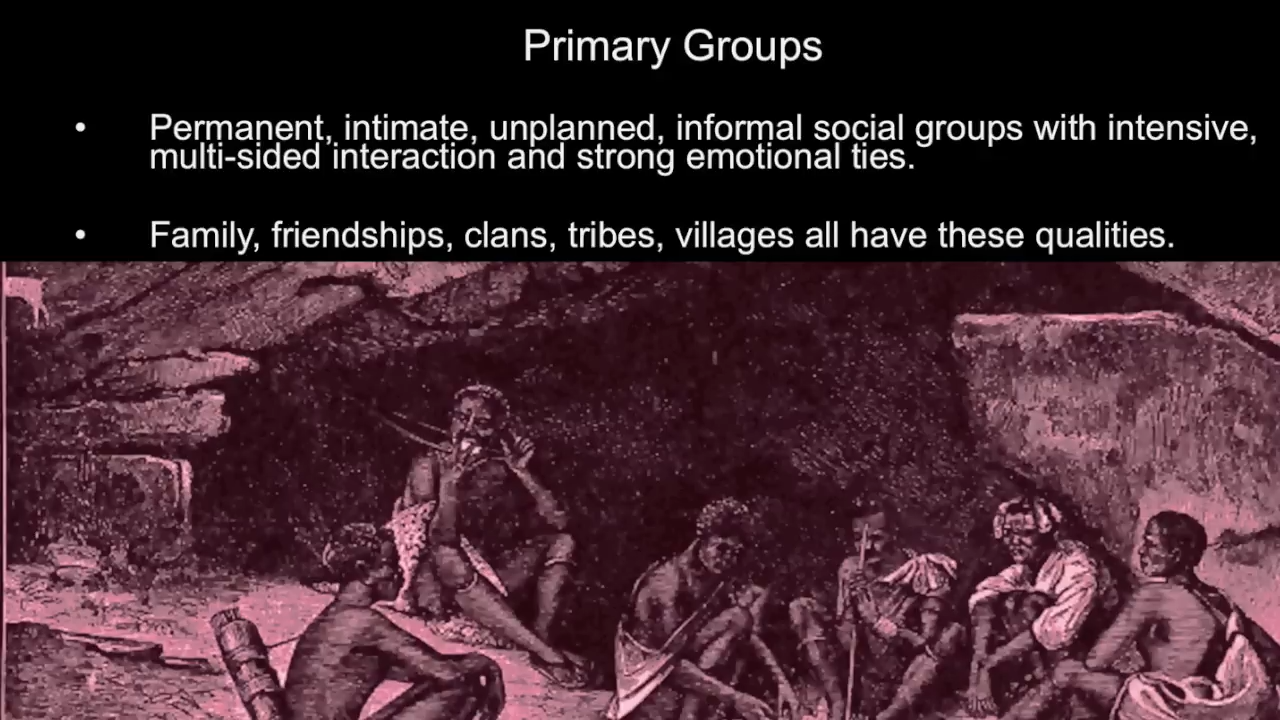 Primary Groups
• Permanent, intimate, unplanned, informal social groups with intensive,
multi-sided interaction and strong emotional ties.
• Family, friendships, clans, tribes, villages all have these qualities.